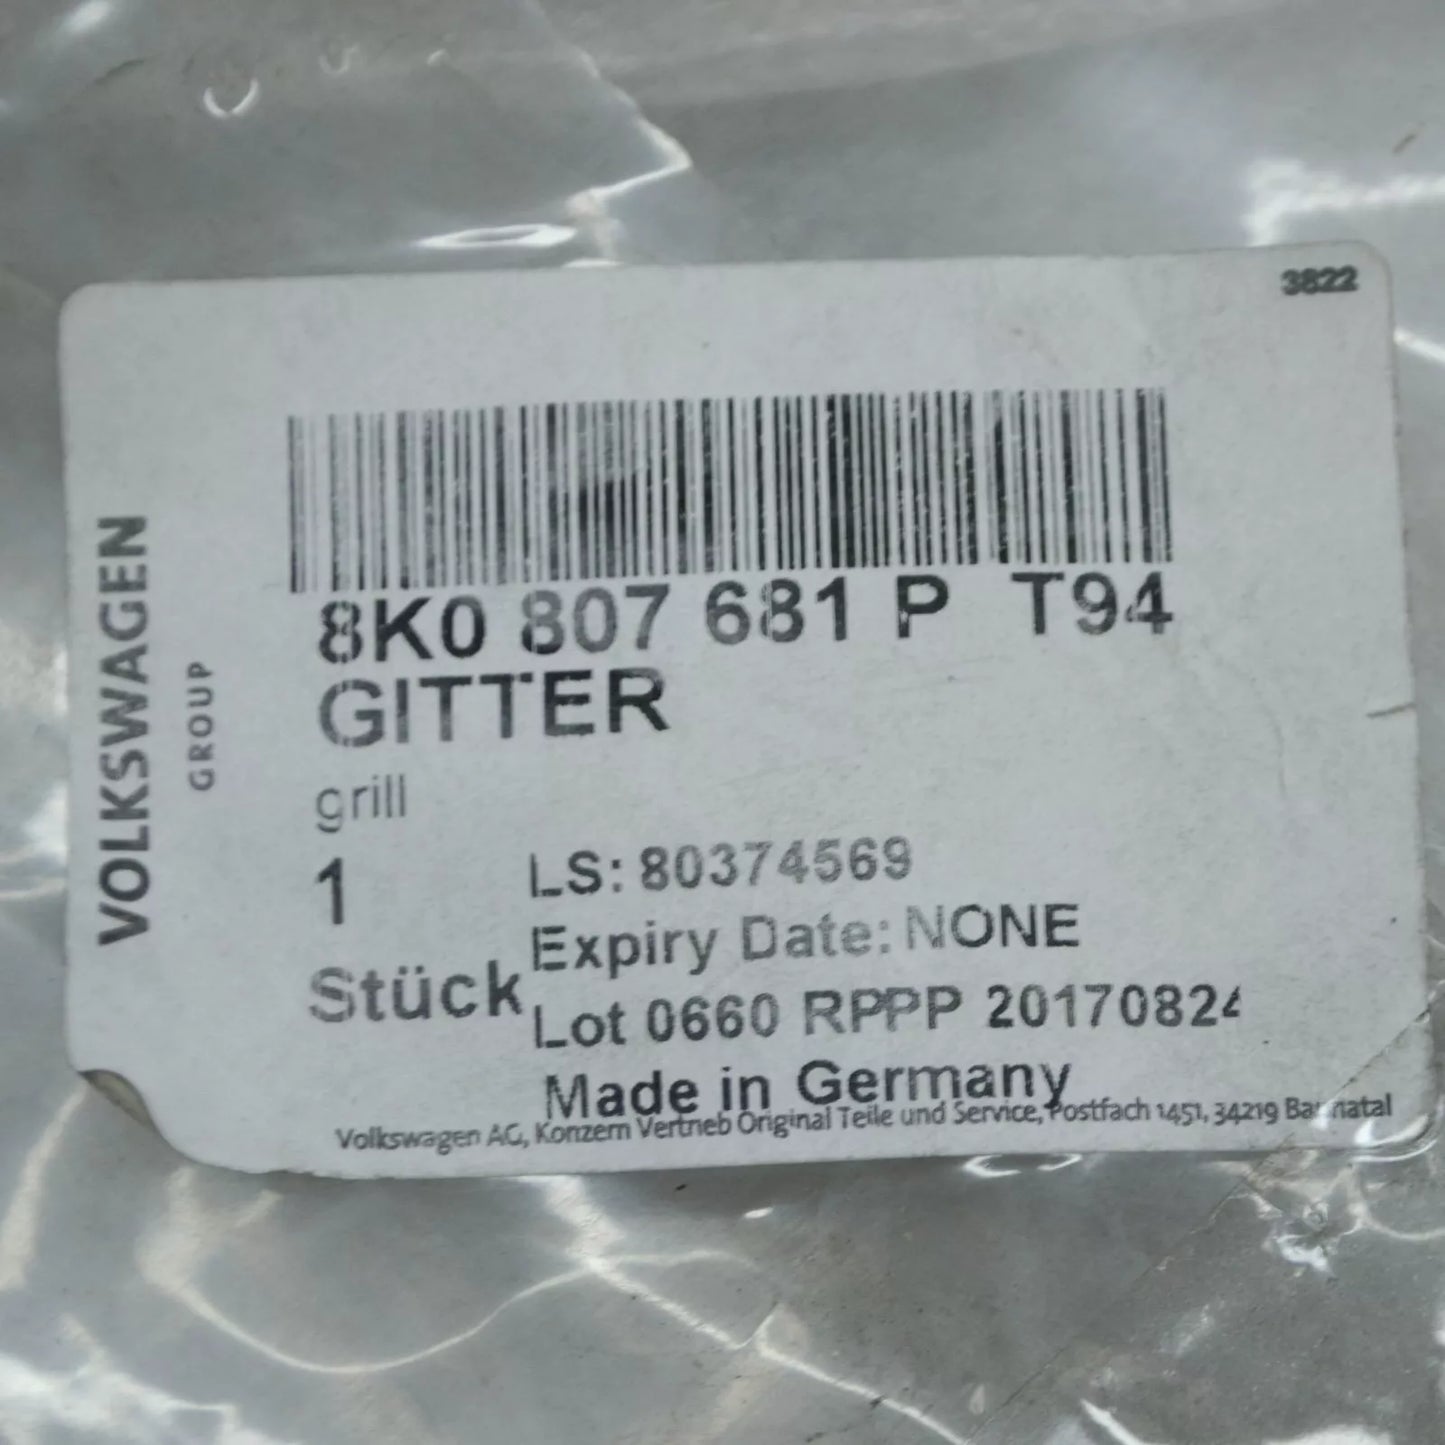 3822
VOLKSWAGEN
GROUP
8K0 807 681 P T94
GITTER
grill
1
Stück
LS: 80374569
Expiry Date: NONE
Lot 0660 RPPP 20170824
Made in Germany
Volkswagen AG, Konzern Vertrieb Original Teile und Service, Postfach 1451, 34219 Baunatal